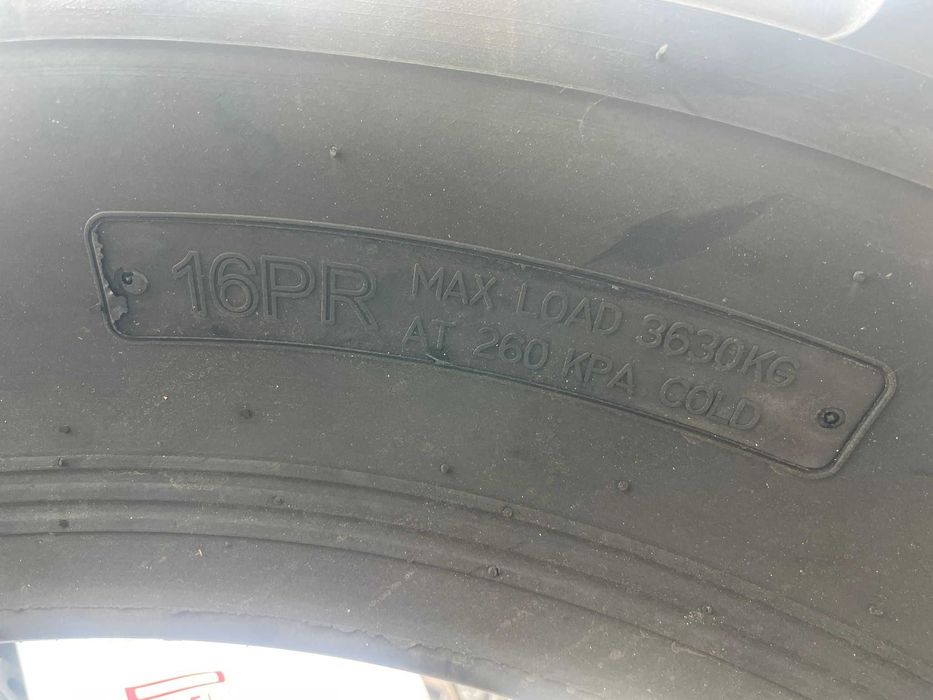 16PR
MAX LOAD 3630KG
AT 260 KPA COLD